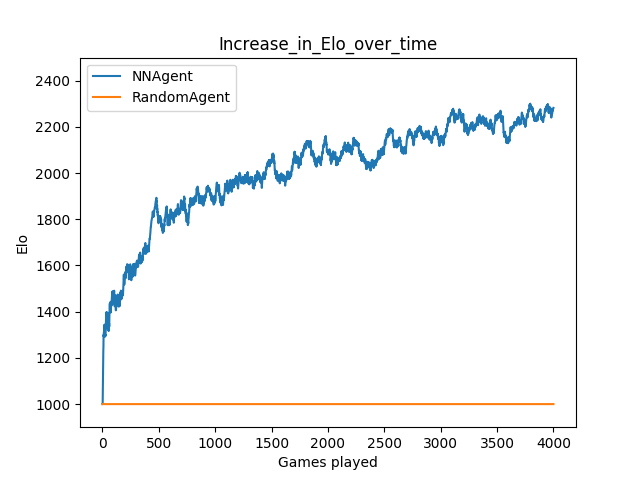 Increase_in_Elo_over_time
NNAgent
RandomAgent
2400
2200
2000
1800
1600
1400
1200
1000
Elo
0 500 1000 1500 2000 2500 3000 3500 4000
Games played